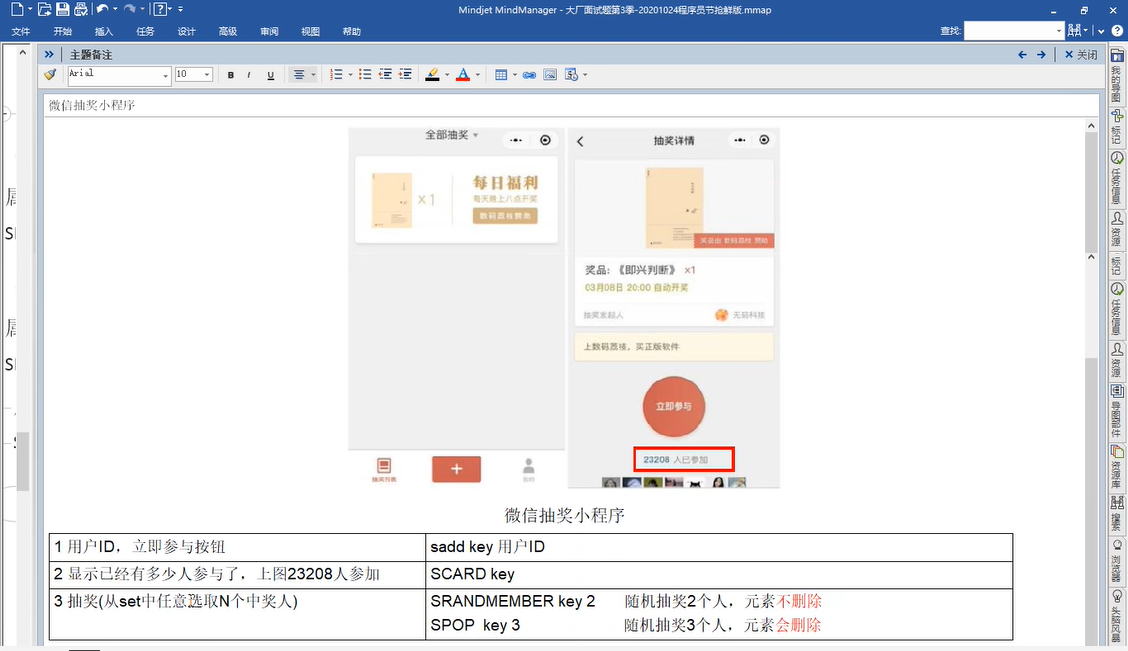 Mindjet MindManager - 大厂面试题第3季-20201024程序员节抢鲜版.mmap
文件 开始 插入 任务 设计 高级 审阅 视图 帮助 查找:
主题备注 关闭
Arial 10 B I U
微信抽奖小程序
全部抽奖
x1
每日福利
每天晚上八点开奖
数码荔枝赞助
抽奖列表
我的
抽奖详情
奖品由 数码荔枝 赞助
奖品：《即兴判断》 x1
03月08日 20:00 自动开奖
抽奖发起人 无码科技
上数码荔枝，买正版软件
立即参与
23208 人已参加
微信抽奖小程序
1 用户ID，立即参与按钮 sadd key 用户ID
2 显示已经有多少人参与了，上图23208人参加 SCARD key
3 抽奖(从set中任意选取N个中奖人) SRANDMEMBER key 2 随机抽奖2个人，元素不删除
SPOP key 3 随机抽奖3个人，元素会删除
我的导图
标记
任务信息
资源
标记
任务信息
资源
导图部件
资源库
搜索
浏览器
头脑风暴